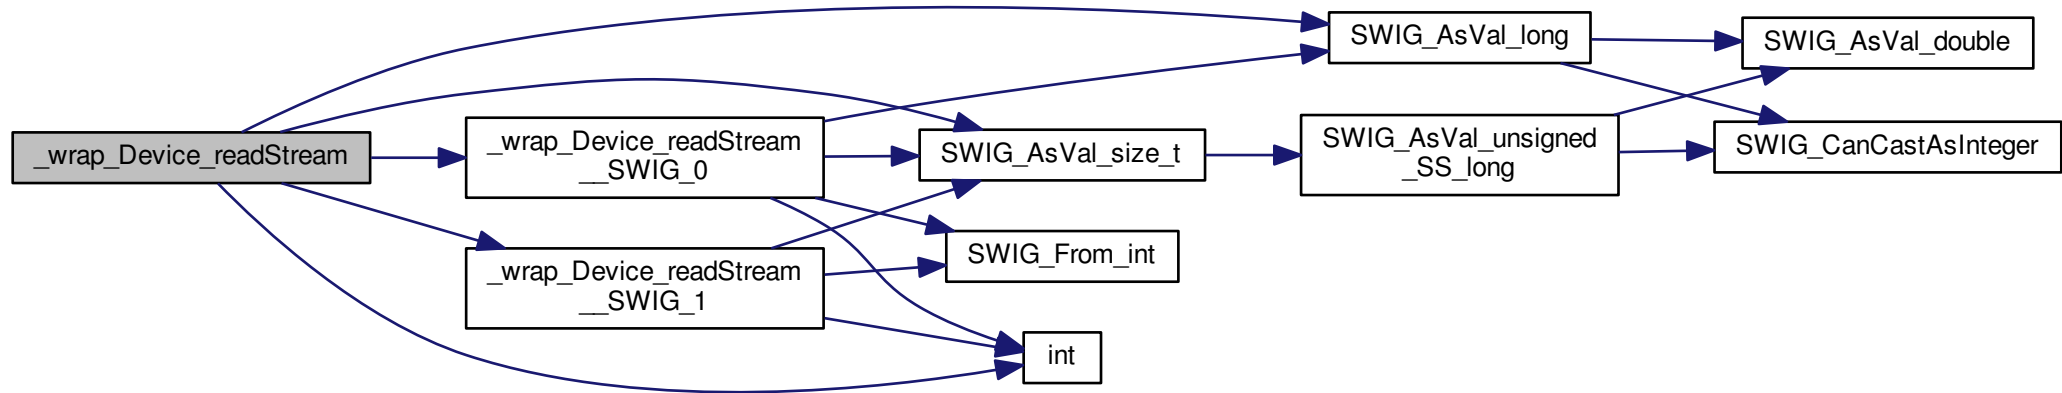 _wrap_Device_readStream
_wrap_Device_readStream
__SWIG_0
_wrap_Device_readStream
__SWIG_1
SWIG_AsVal_long
SWIG_AsVal_size_t
SWIG_From_int
int
SWIG_AsVal_unsigned
_SS_long
SWIG_AsVal_double
SWIG_CanCastAsInteger